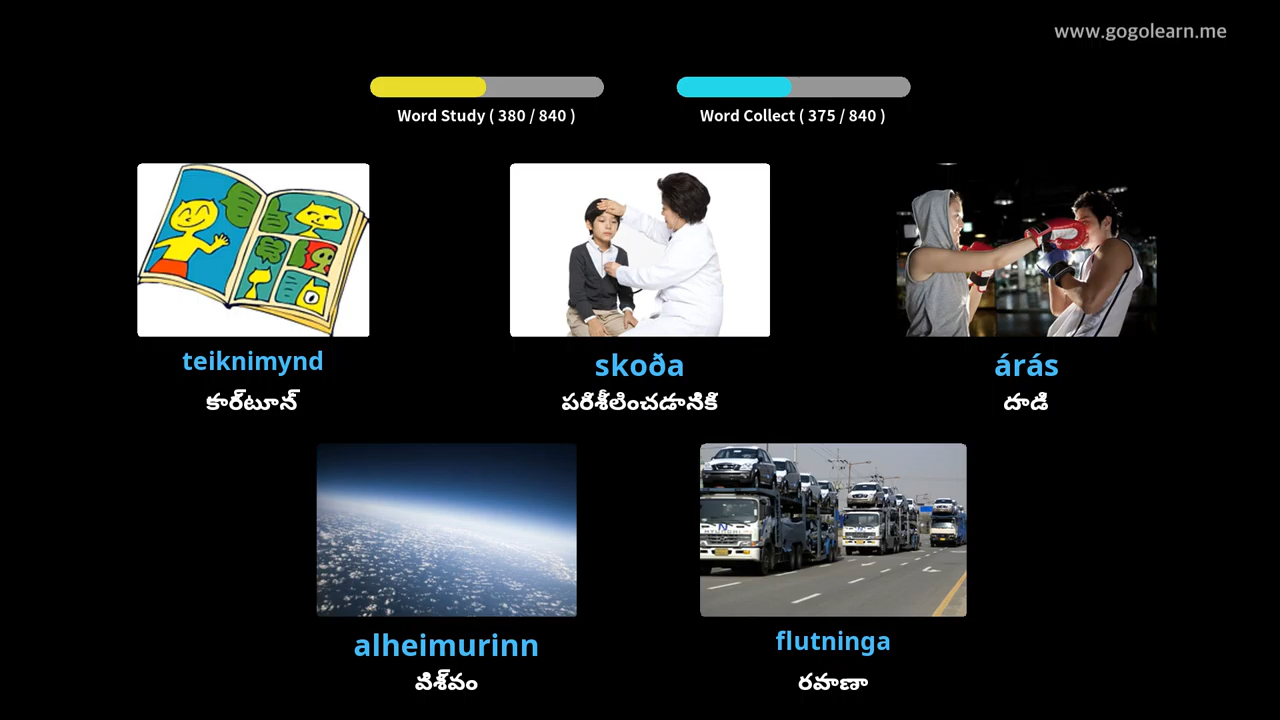 www.gogolearn.me
Word Study ( 380 / 840 )
Word Collect ( 375 / 840 )
teiknimynd
కార్‌టూన్
skoða
పరిశీలించడానికి
árás
దాడి
alheimurinn
విశ్‌వం
flutninga
రవాణా